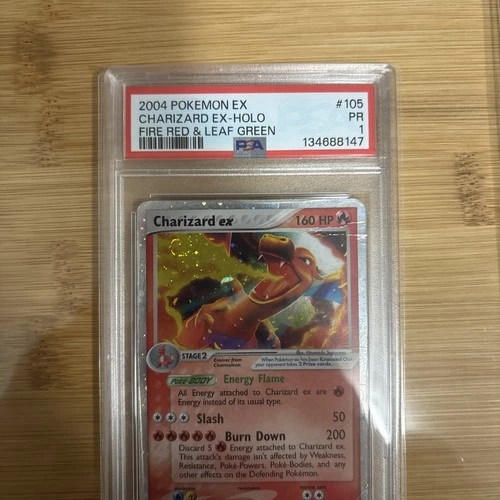 2004 POKEMON EX #105
CHARIZARD EX-HOLO PR
FIRE RED & LEAF GREEN 1
PSA 134688147
Charizard ex 160 HP
STAGE 2 Evolves from Charmeleon
When Pokémon-ex has been Knocked Out, your opponent takes 2 Prize cards.
Poké-BODY Energy Flame
All Energy attached to Charizard ex are
Energy instead of its usual type.
Slash 50
Burn Down 200
Discard 5 Energy attached to Charizard ex.
This attack's damage isn't affected by Weakness,
Resistance, Poké-Powers, Poké-Bodies, and any
other effects on the Defending Pokémon.